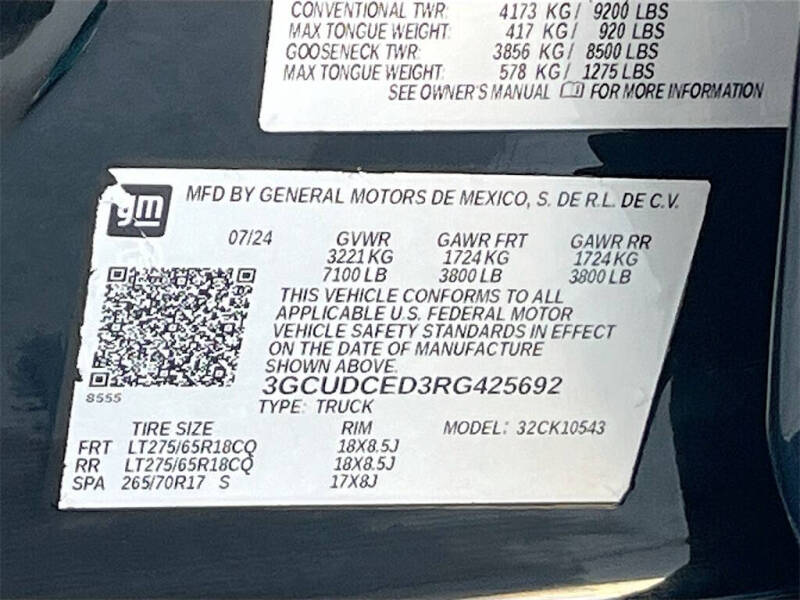 CONVENTIONAL TWR: 4173 KG / 9200 LBS
MAX TONGUE WEIGHT: 417 KG / 920 LBS
GOOSENECK TWR: 3856 KG / 8500 LBS
MAX TONGUE WEIGHT: 578 KG / 1275 LBS
SEE OWNER'S MANUAL FOR MORE INFORMATION
gm
MFD BY GENERAL MOTORS DE MEXICO, S. DE R.L. DE C.V.
07/24 GVWR GAWR FRT GAWR RR
3221 KG 1724 KG 1724 KG
7100 LB 3800 LB 3800 LB
THIS VEHICLE CONFORMS TO ALL
APPLICABLE U.S. FEDERAL MOTOR
VEHICLE SAFETY STANDARDS IN EFFECT
ON THE DATE OF MANUFACTURE
SHOWN ABOVE.
3GCUDCED3RG425692
8555
TYPE: TRUCK
TIRE SIZE RIM MODEL: 32CK10543
FRT LT275/65R18CQ 18X8.5J
RR LT275/65R18CQ 18X8.5J
SPA 265/70R17 S 17X8J